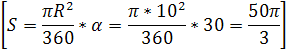 [S = πR²/360 * α = π * 10²/360 * 30 = 50π/3]